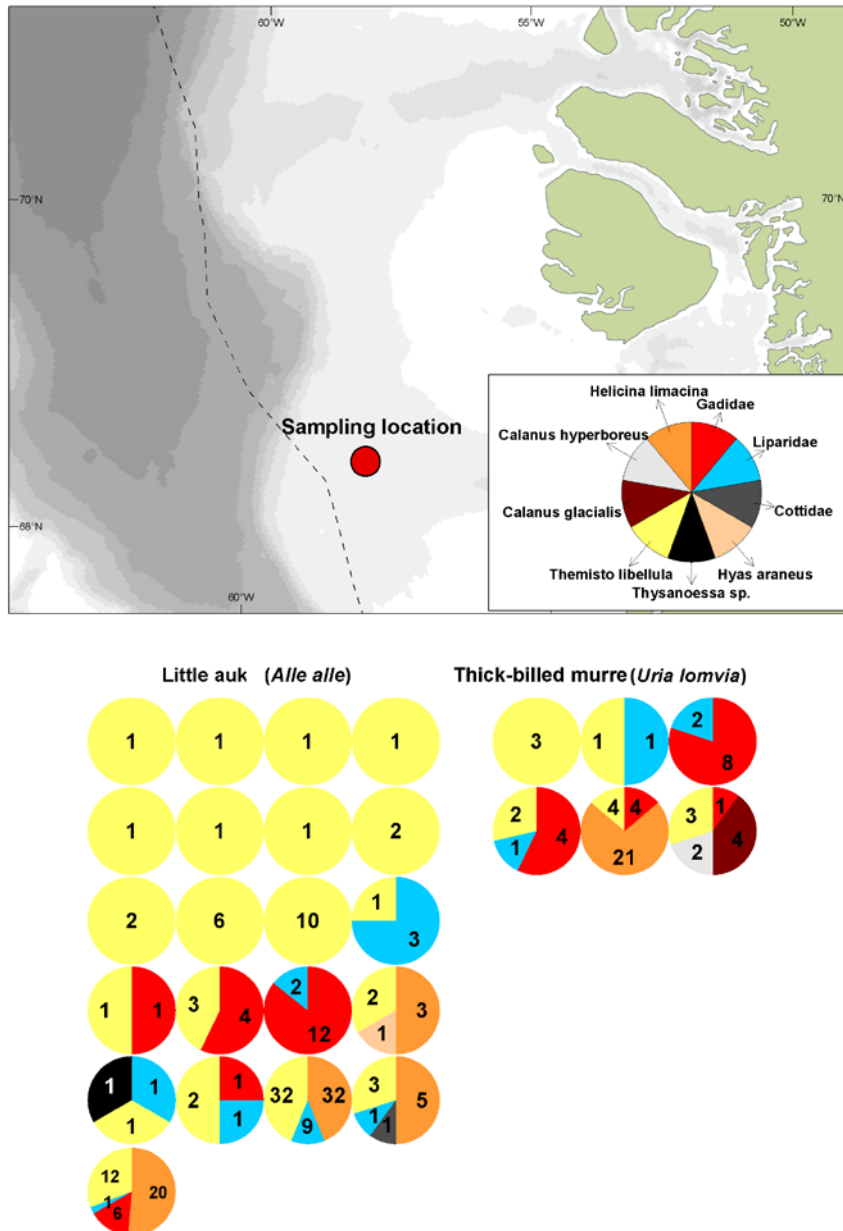 60°W 55°W 50°W
70°N 70°N
Sampling location
68°N
60°W
Helicina limacina
Gadidae
Calanus hyperboreus
Liparidae
Calanus glacialis
Cottidae
Themisto libellula
Hyas araneus
Thysanoessa sp.
Little auk (Alle alle) Thick-billed murre (Uria lomvia)
1 1 1 1 3 1 1 2 8
1 1 1 2 2 1 4 4 4 21 3 1 2 4
2 6 10 1 3
1 1 3 4 2 12 2 1 3
1 1 1 2 1 1 32 32 9 3 1 1 5
12 1 6 20